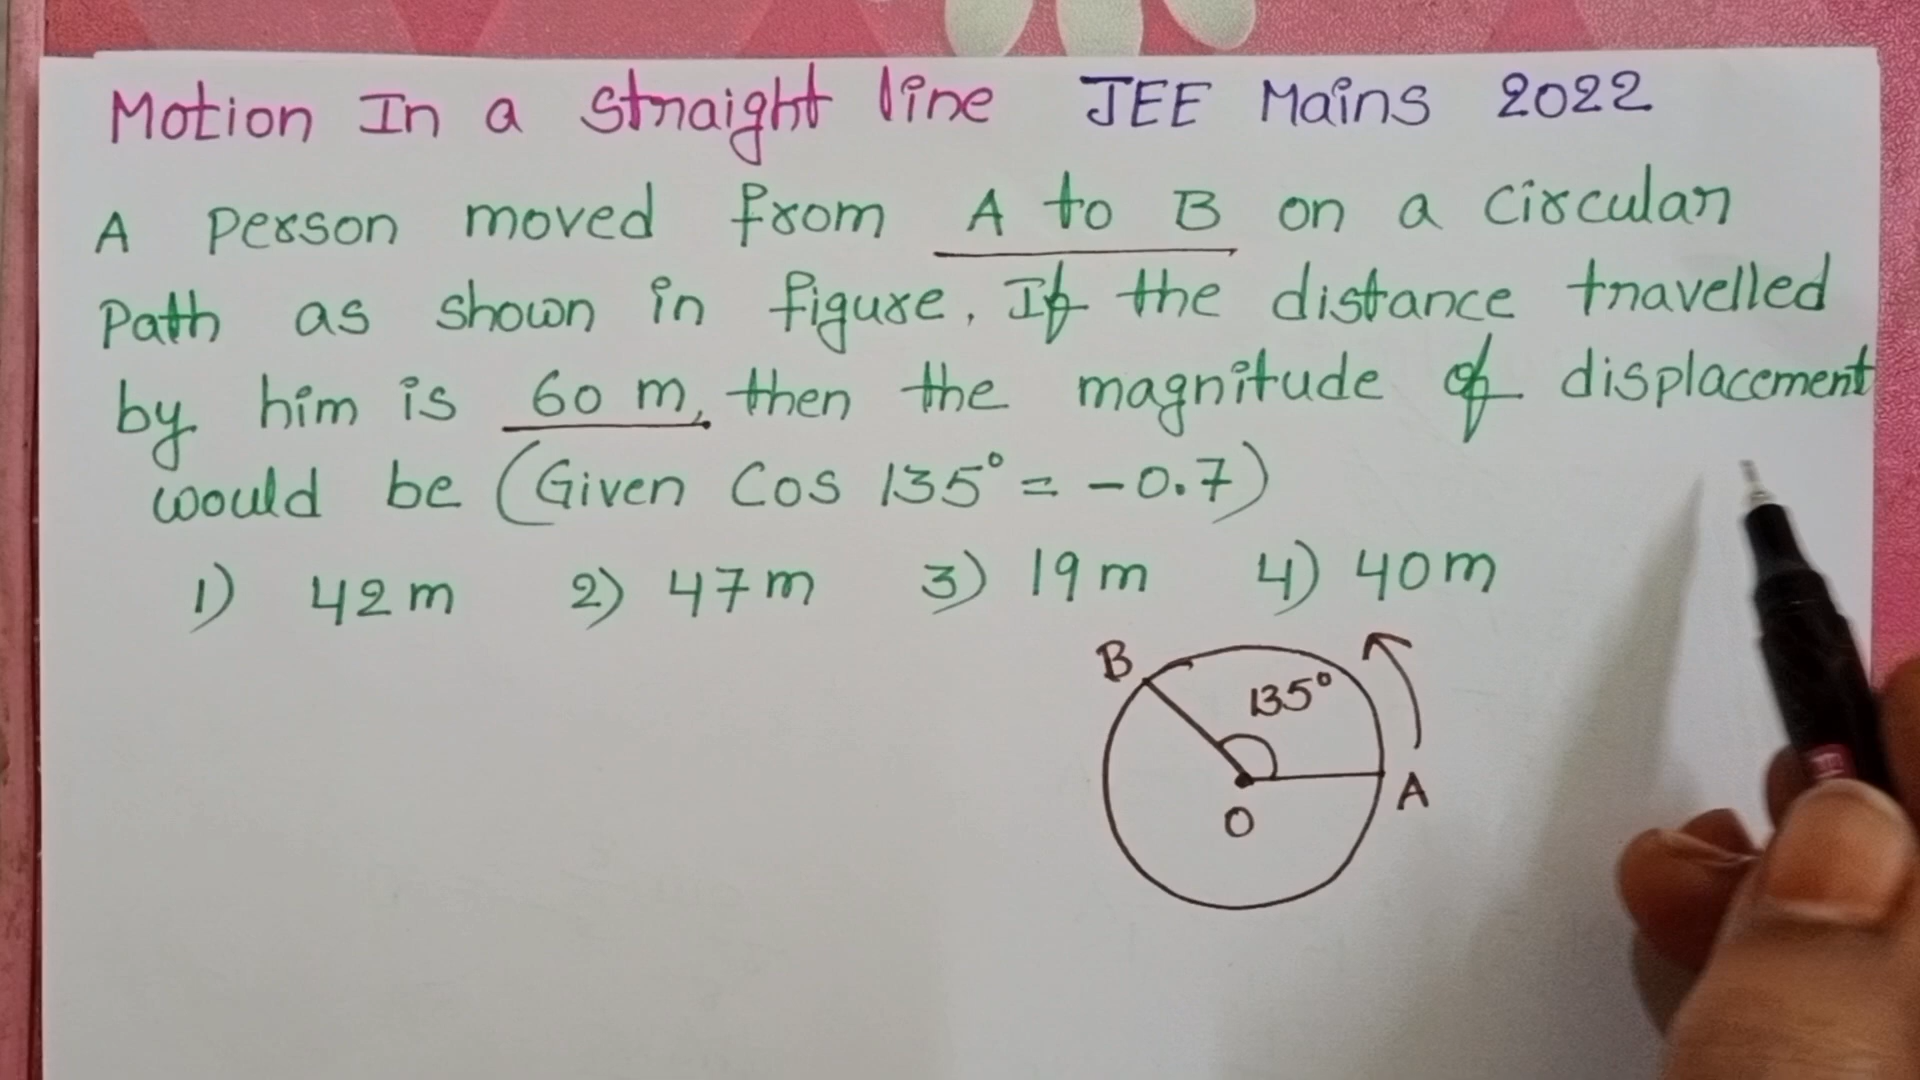 Motion In a straight line JEE Mains 2022
A person moved from A to B on a circular
Path as shown in figure. If the distance travelled
by him is 60 m, then the magnitude of displacement
would be (Given Cos 135° = -0.7)
1) 42m 2) 47m 3) 19m 4) 40m
B
135°
A
O